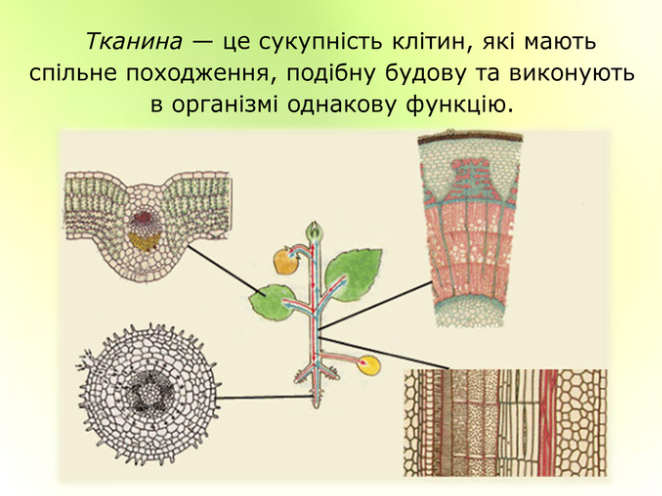 Тканина — це сукупність клітин, які мають
спільне походження, подібну будову та виконують
в організмі однакову функцію.